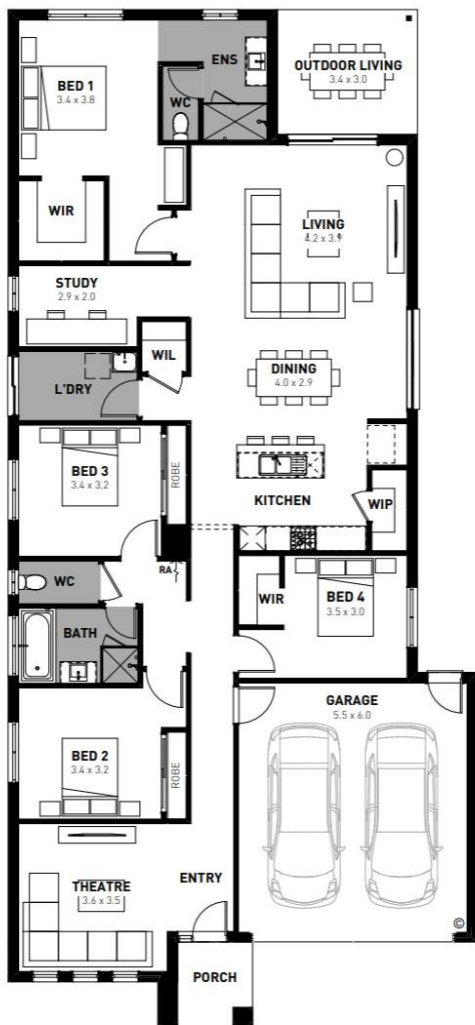 BED 1
3.4 x 3.8
ENS
WC
OUTDOOR LIVING
3.4 x 3.0
WIR
LIVING
4.2 x 3.9
STUDY
2.9 x 2.0
WIL
L'DRY
DINING
4.0 x 2.9
BED 3
3.4 x 3.2
ROBE
KITCHEN
WIP
RA
WC
WIR
BED 4
3.5 x 3.0
BATH
GARAGE
5.5 x 6.0
BED 2
3.4 x 3.2
ROBE
THEATRE
3.6 x 3.5
ENTRY
PORCH
©